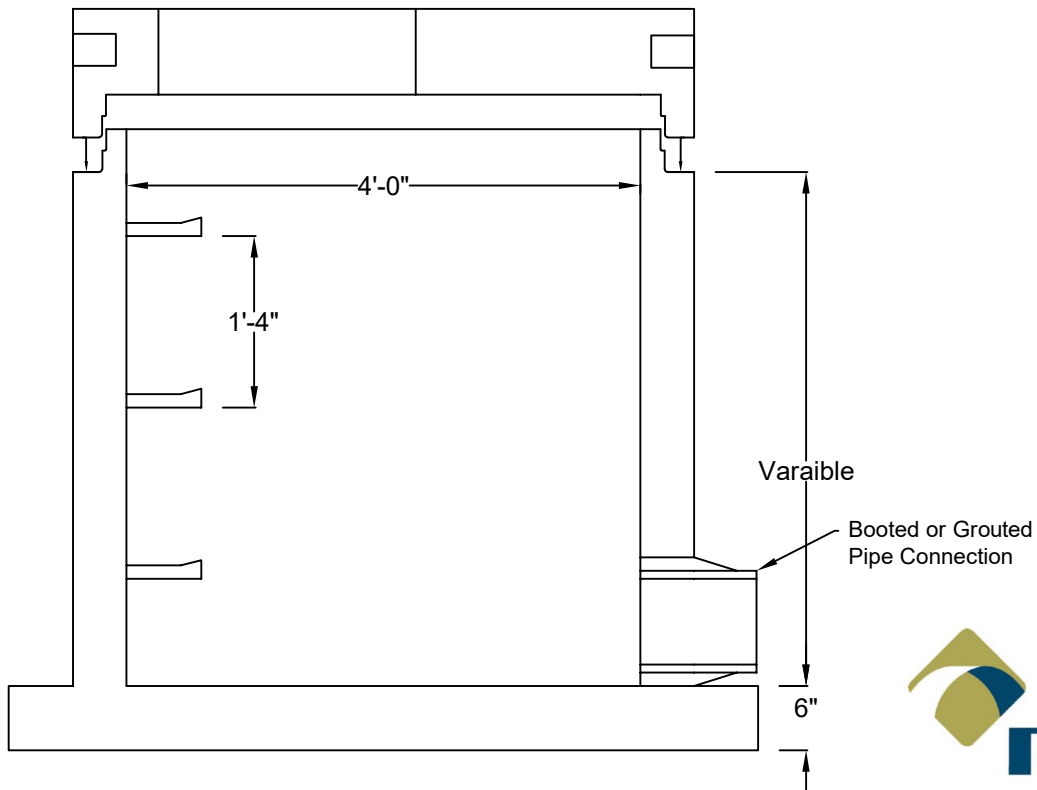 4'-0"
1'-4"
Varaible
Booted or Grouted
Pipe Connection
6"